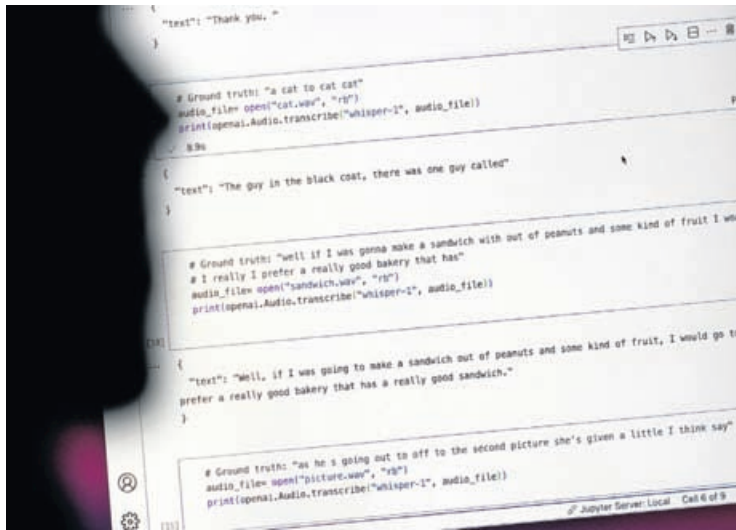 {
"text": "Thank you. "
}
# Ground truth: "a cat to cat cat"
audio_file= open("cat.wav", "rb")
print(openai.Audio.transcribe("whisper-1", audio_file))
8.9s
{
"text": "The guy in the black coat, there was one guy called"
}
# Ground truth: "well if I was gonna make a sandwich with out of peanuts and some kind of fruit I
# I really I prefer a really good bakery that has"
audio_file= open("sandwich.wav", "rb")
print(openai.Audio.transcribe("whisper-1", audio_file))
{
"text": "Well, if I was going to make a sandwich out of peanuts and some kind of fruit, I would go
prefer a really good bakery that has a really good sandwich."
}
# Ground truth: "as he s going out to off to the second picture she's given a little I think say"
audio_file= open("picture.wav", "rb")
print(openai.Audio.transcribe("whisper-1", audio_file))
Jupyter Server: Local Cell 6 of 9